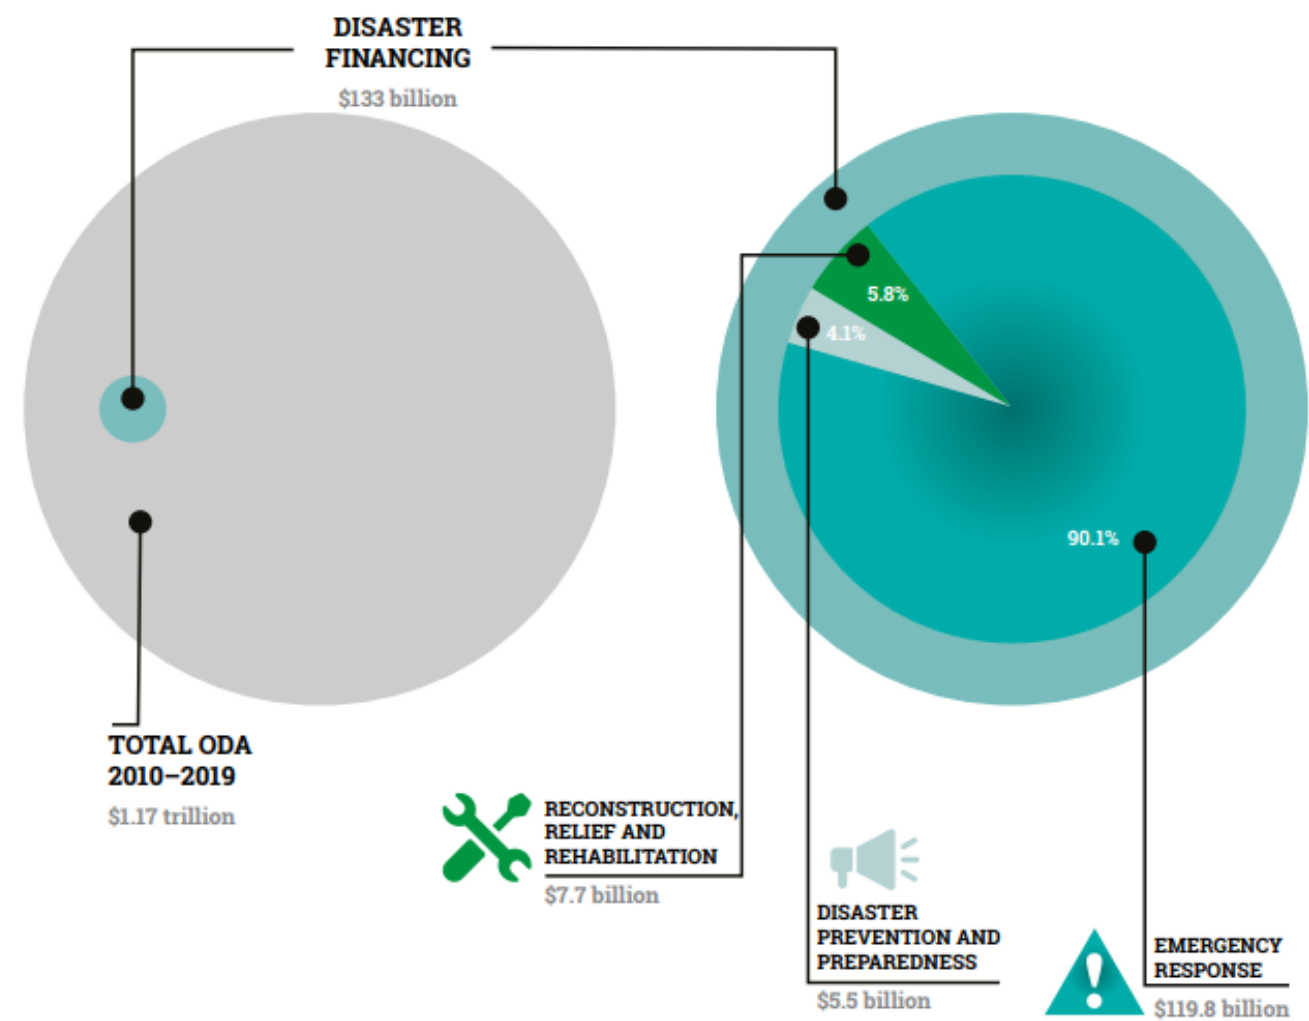 DISASTER
FINANCING
$133 billion
5.8%
4.1%
90.1%
TOTAL ODA
2010–2019
$1.17 trillion
RECONSTRUCTION,
RELIEF AND
REHABILITATION
$7.7 billion
DISASTER
PREVENTION AND
PREPAREDNESS
$5.5 billion
EMERGENCY
RESPONSE
$119.8 billion